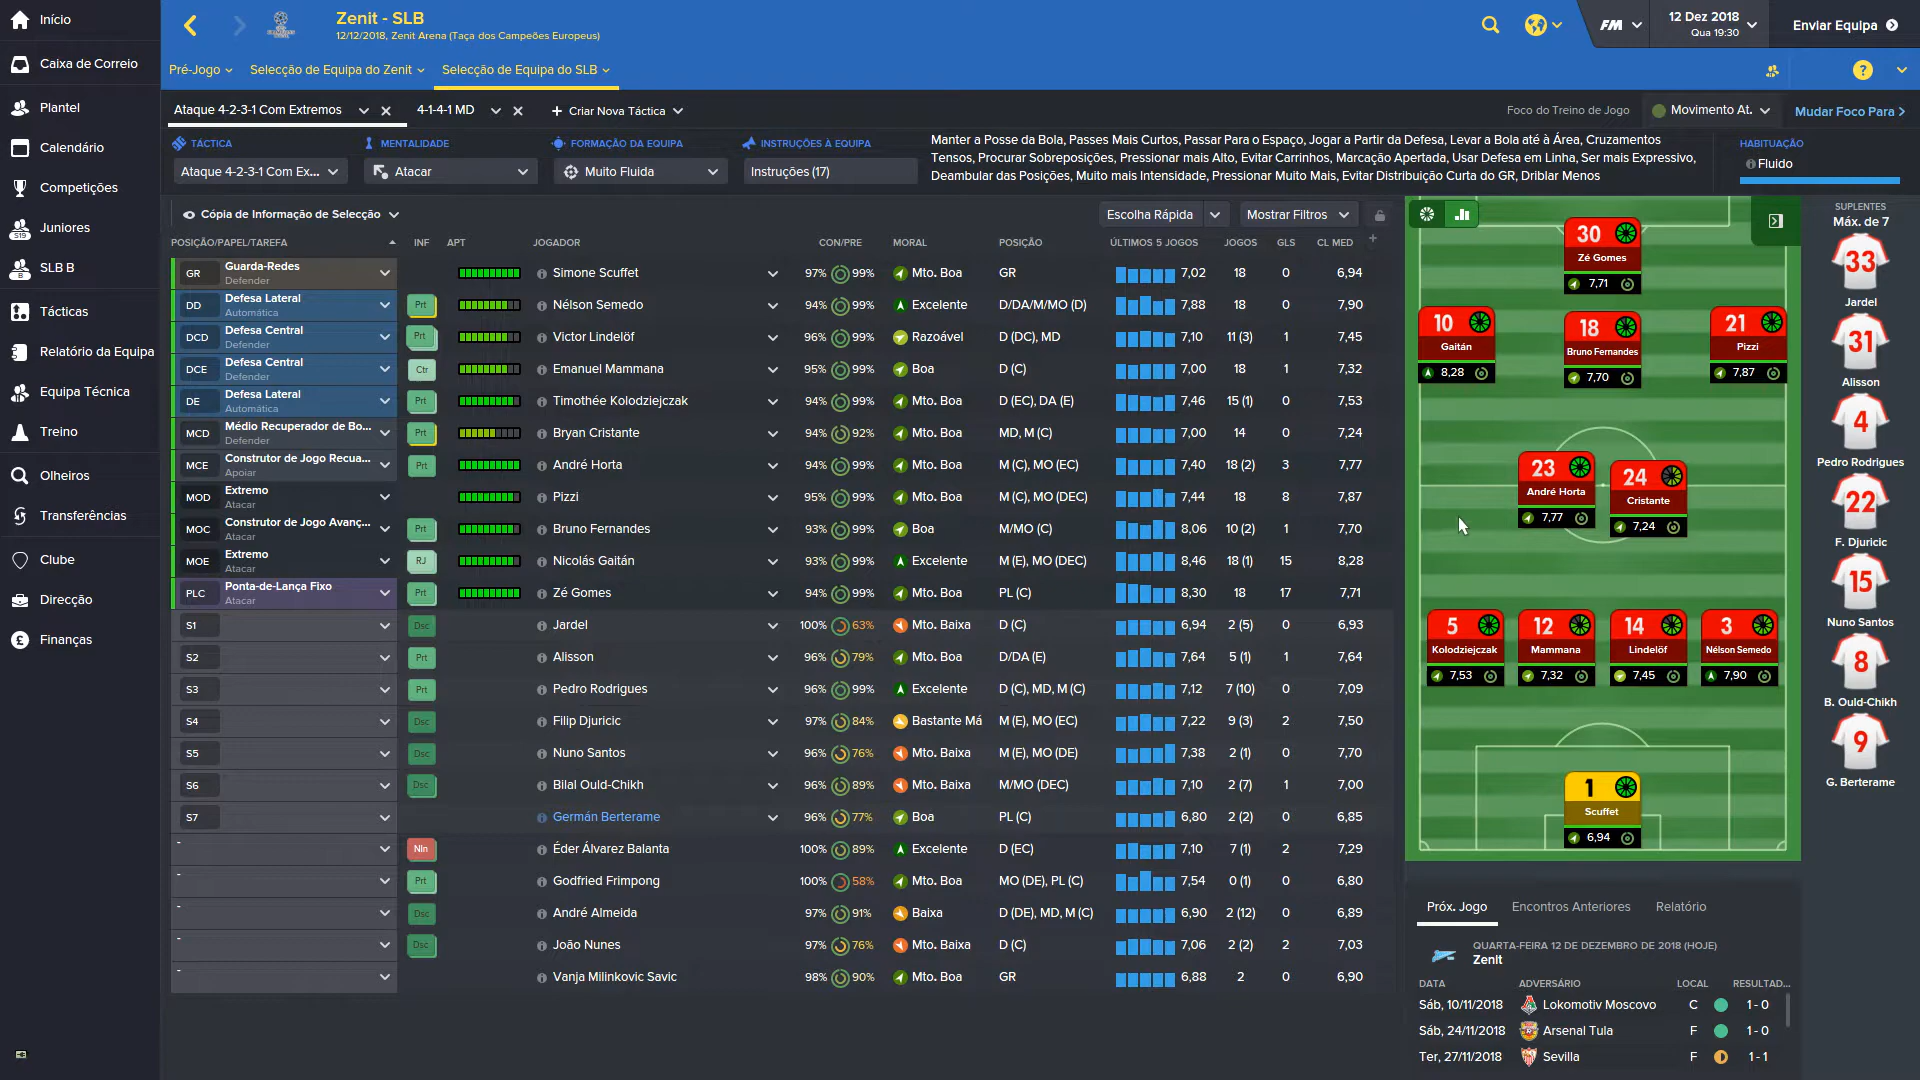 Início
Caixa de Correio
Plantel
Calendário
Competições
Juniores
SLB B
Tácticas
Relatório da Equipa
Equipa Técnica
Treino
Olheiros
Transferências
Clube
Direcção
Finanças
Zenit - SLB
12/12/2018, Zenit Arena (Taça dos Campeões Europeus)
FM
12 Dez 2018
Qua 19:30
Enviar Equipa
Pré-Jogo
Selecção de Equipa do Zenit
Selecção de Equipa do SLB
?
Ataque 4-2-3-1 Com Extremos
4-1-4-1 MD
Criar Nova Táctica
Foco do Treino de Jogo
Movimento At.
Mudar Foco Para >
TÁCTICA
MENTALIDADE
FORMAÇÃO DA EQUIPA
INSTRUÇÕES À EQUIPA
Ataque 4-2-3-1 Com Ex...
Atacar
Muito Fluida
Instruções (17)
Manter a Posse da Bola, Passes Mais Curtos, Passar Para o Espaço, Jogar a Partir da Defesa, Levar a Bola até à Área, Cruzamentos
Tensos, Procurar Sobreposições, Pressionar mais Alto, Evitar Carrinhos, Marcação Apertada, Usar Defesa em Linha, Ser mais Expressivo,
Deambular das Posições, Muito mais Intensidade, Pressionar Muito Mais, Evitar Distribuição Curta do GR, Driblar Menos
HABITUAÇÃO
Fluido
Cópia de Informação de Selecção
Escolha Rápida
Mostrar Filtros
POSIÇÃO/PAPEL/TAREFA INF APT JOGADOR CON/PRE MORAL POSIÇÃO ÚLTIMOS 5 JOGOS JOGOS GLS CL MED
GR Guarda-Redes Defender Simone Scuffet 97% 99% Mto. Boa GR 7,02 18 0 6,94
DD Defesa Lateral Automática Prt Nélson Semedo 94% 99% Excelente D/DA/M/MO (D) 7,88 18 0 7,90
DCD Defesa Central Defender Prt Victor Lindelöf 96% 99% Razoável D (DC), MD 7,10 11 (3) 1 7,45
DCE Defesa Central Defender Ctr Emanuel Mammana 95% 99% Boa D (C) 7,00 18 1 7,32
DE Defesa Lateral Automática Prt Timothée Kolodziejczak 94% 99% Mto. Boa D (EC), DA (E) 7,46 15 (1) 0 7,53
MCD Médio Recuperador de Bo... Defender Prt Bryan Cristante 94% 92% Mto. Boa MD, M (C) 7,00 14 0 7,24
MCE Construtor de Jogo Recua... Apoiar Prt André Horta 94% 99% Mto. Boa M (C), MO (EC) 7,40 18 (2) 3 7,77
MOD Extremo Atacar Pizzi 95% 99% Mto. Boa M (C), MO (DEC) 7,44 18 8 7,87
MOC Construtor de Jogo Avanç... Atacar Prt Bruno Fernandes 93% 99% Boa M/MO (C) 8,06 10 (2) 1 7,70
MOE Extremo Atacar RJ Nicolás Gaitán 93% 99% Excelente M (E), MO (DEC) 8,46 18 (1) 15 8,28
PLC Ponta-de-Lança Fixo Atacar Prt Zé Gomes 94% 99% Mto. Boa PL (C) 8,30 18 17 7,71
S1 Dsc Jardel 100% 63% Mto. Baixa D (C) 6,94 2 (5) 0 6,93
S2 Prt Alisson 96% 79% Mto. Boa D/DA (E) 7,64 5 (1) 1 7,64
S3 Prt Pedro Rodrigues 96% 99% Excelente D (C), MD, M (C) 7,12 7 (10) 0 7,09
S4 Dsc Filip Djuricic 97% 84% Bastante Má M (E), MO (EC) 7,22 9 (3) 2 7,50
S5 Dsc Nuno Santos 96% 76% Mto. Baixa M (E), MO (DE) 7,38 2 (1) 0 7,70
S6 Dsc Bilal Ould-Chikh 96% 89% Mto. Baixa M/MO (DEC) 7,10 2 (7) 1 7,00
S7 Germán Berterame 96% 77% Boa PL (C) 6,80 2 (2) 0 6,85
- NIn Éder Álvarez Balanta 100% 89% Excelente D (EC) 7,10 7 (1) 2 7,29
- Prt Godfried Frimpong 100% 58% Mto. Boa MO (DE), PL (C) 7,54 0 (1) 0 6,80
- Dsc André Almeida 97% 91% Baixa D (DE), MD, M (C) 6,90 2 (12) 0 6,89
- Dsc João Nunes 97% 76% Mto. Baixa D (C) 7,06 2 (2) 2 7,03
- Vanja Milinkovic Savic 98% 90% Mto. Boa GR 6,88 2 0 6,90
30
Zé Gomes
7,71
10
Gaitán
8,28
18
Bruno Fernandes
7,70
21
Pizzi
7,87
23
André Horta
7,77
24
Cristante
7,24
5
Kolodziejczak
7,53
12
Mammana
7,32
14
Lindelöf
7,45
3
Nélson Semedo
7,90
1
Scuffet
6,94
SUPLENTES
Máx. de 7
33
Jardel
31
Alisson
4
Pedro Rodrigues
22
F. Djuricic
15
Nuno Santos
8
B. Ould-Chikh
9
G. Berterame
Próx. Jogo
Encontros Anteriores
Relatório
QUARTA-FEIRA 12 DE DEZEMBRO DE 2018 (HOJE)
Zenit
DATA ADVERSÁRIO LOCAL RESULTAD...
Sáb, 10/11/2018 Lokomotiv Moscovo C 1 - 0
Sáb, 24/11/2018 Arsenal Tula F 1 - 0
Ter, 27/11/2018 Sevilla F 1 - 1